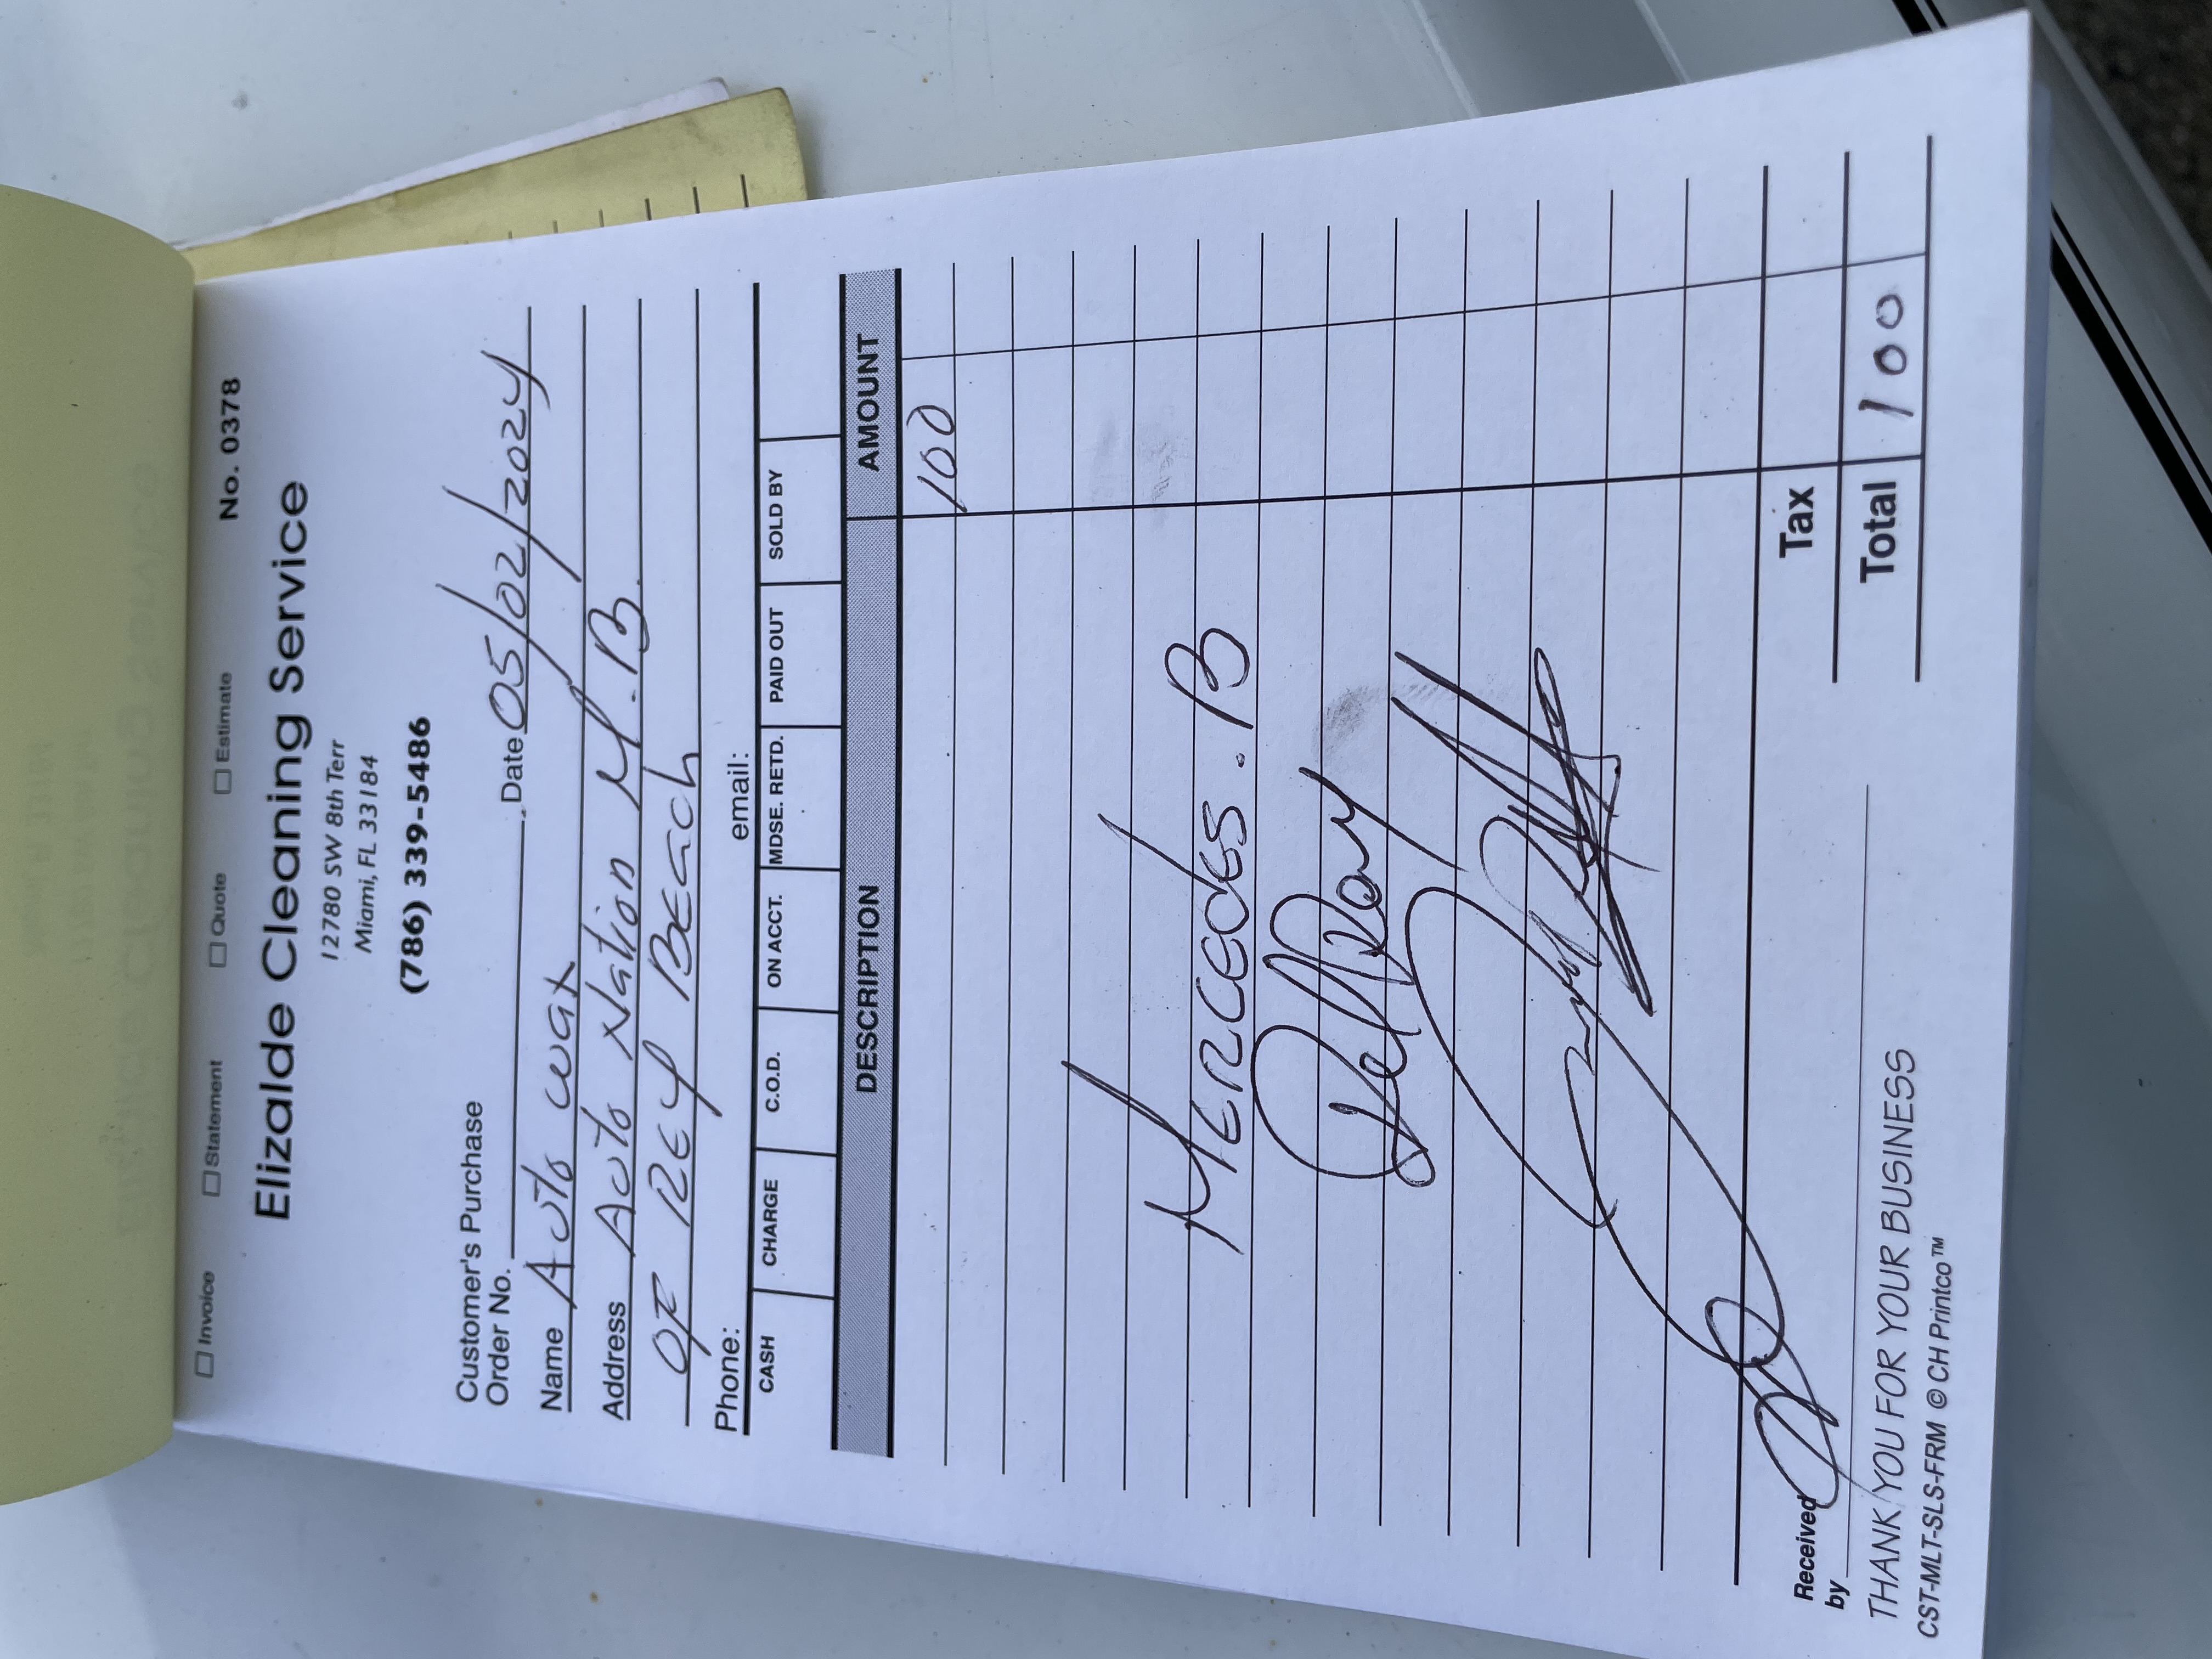 ☐ Invoice ☐ Statement ☐ Quote ☐ Estimate No. 0378
Elizalde Cleaning Service
12780 SW 8th Terr
Miami, FL 33184
(786) 339-5486
Customer's Purchase
Order No. Date 05/02/2024
Name Auto wax
Address Auto Nation M.B
OF REY BEach
Phone: email:
CASH CHARGE C.O.D. ON ACCT. MDSE. RETD. PAID OUT SOLD BY
DESCRIPTION AMOUNT
100
MERCEdES.B
DelRay
Tax
Total 100
Received
by
THANK YOU FOR YOUR BUSINESS
CST-MLT-SLS-FRM © CH Printco™